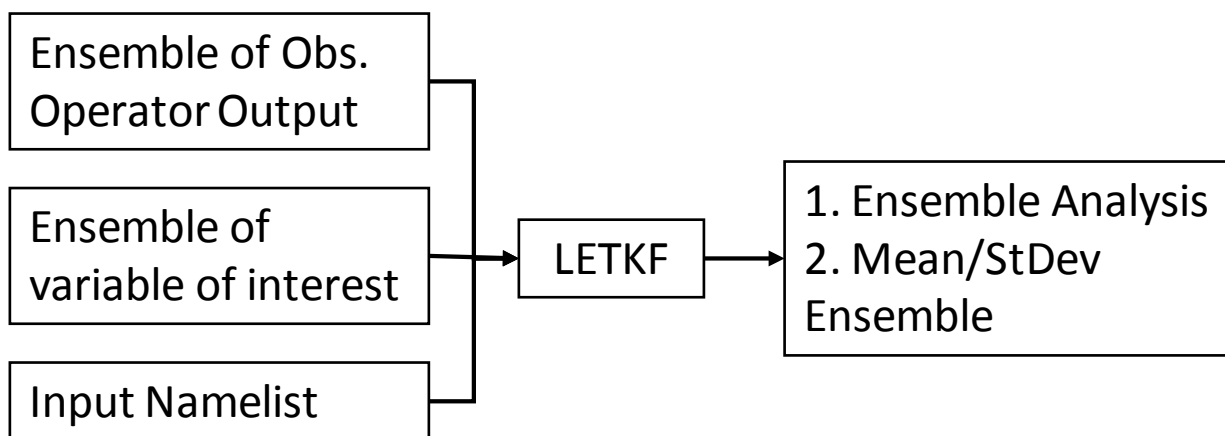 Ensemble of Obs.
Operator Output
Ensemble of
variable of interest
Input Namelist
LETKF
1. Ensemble Analysis
2. Mean/StDev
Ensemble